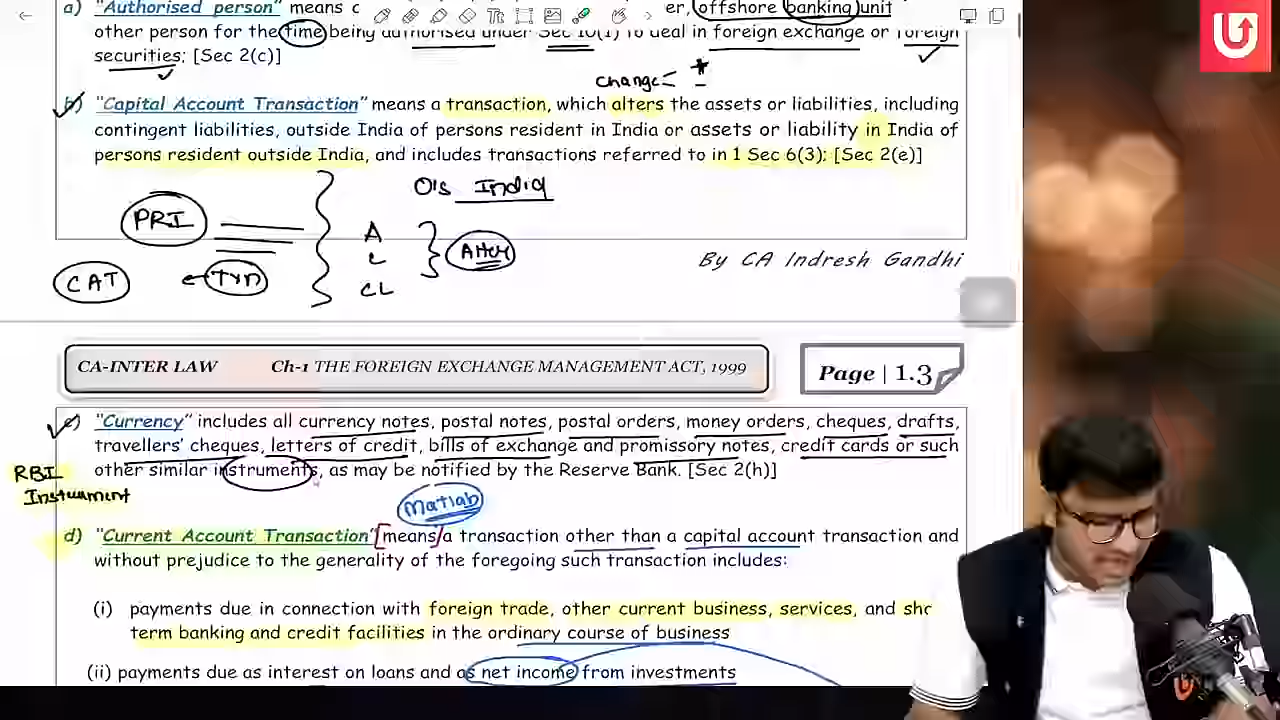 a) "Authorised person" means er, offshore banking unit
other person for the time being authorised under Sec 10(1) to deal in foreign exchange or foreign
securities; [Sec 2(c)]
change < + -
b) "Capital Account Transaction" means a transaction, which alters the assets or liabilities, including
contingent liabilities, outside India of persons resident in India or assets or liability in India of
persons resident outside India, and includes transactions referred to in 1 Sec 6(3); [Sec 2(e)]
O's India
PRI
A
L
Alter
By CA Indresh Gandhi
CAT
Txn
CL
CA-INTER LAW Ch-1 THE FOREIGN EXCHANGE MANAGEMENT ACT, 1999
Page | 1.3
c) "Currency" includes all currency notes, postal notes, postal orders, money orders, cheques, drafts,
travellers' cheques, letters of credit, bills of exchange and promissory notes, credit cards or such
other similar instruments, as may be notified by the Reserve Bank. [Sec 2(h)]
RBI
Instrument
Matlab
d) "Current Account Transaction" [means/a transaction other than a capital account transaction and
without prejudice to the generality of the foregoing such transaction includes:
(i) payments due in connection with foreign trade, other current business, services, and
term banking and credit facilities in the ordinary course of business
(ii) payments due as interest on loans and as net income from investments